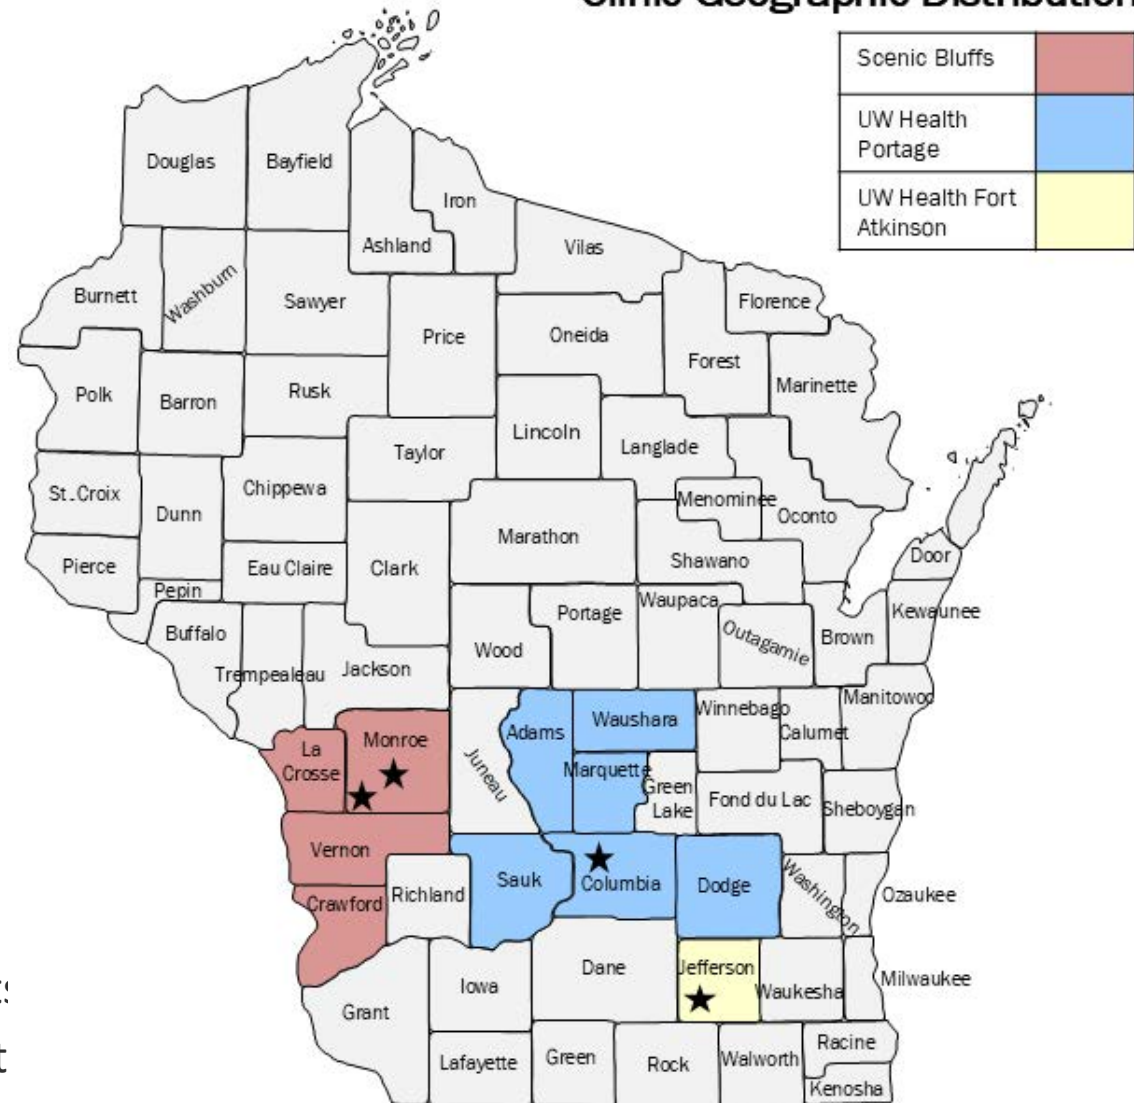 Clinic Geographic Distribution
Scenic Bluffs
UW Health
Portage
UW Health Fort
Atkinson
Douglas
Bayfield
Iron
Ashland
Vilas
Burnett
Washburn
Sawyer
Florence
Price
Oneida
Forest
Marinette
Polk
Barron
Rusk
Lincoln
Langlade
Taylor
St.Croix
Chippewa
Menominee
Dunn
Oconto
Marathon
Shawano
Door
Pierce
Eau Claire
Clark
Pepin
Waupaca
Portage
Kewaunee
Buffalo
Outagamie
Brown
Wood
Trempealeau
Jackson
Manitowoc
Winnebago
Waushara
Adams
Calumet
Monroe
La
Crosse
Juneau
Marquette
Green
Lake
Fond du Lac
Sheboygan
Vernon
Sauk
Columbia
Dodge
Washington
Richland
Ozaukee
Crawford
Dane
Jefferson
Waukesha
Milwaukee
Iowa
Grant
Racine
Lafayette
Green
Rock
Walworth
Kenosha